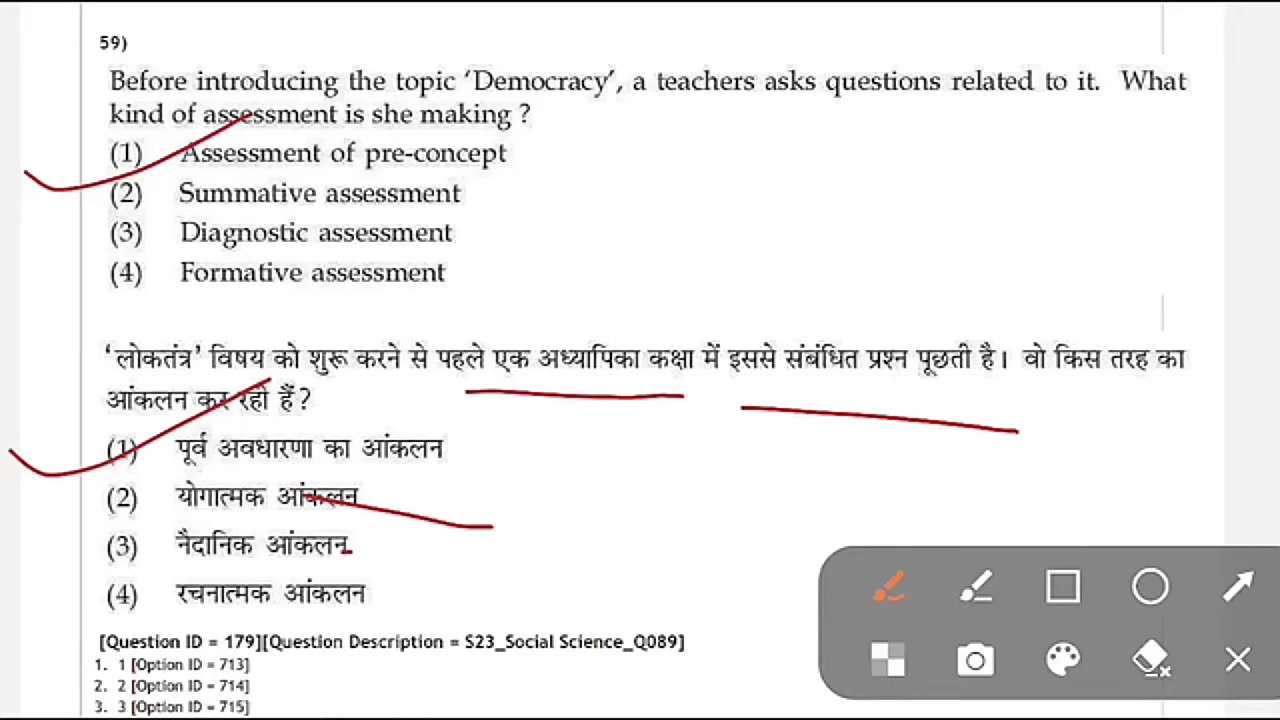 59)
Before introducing the topic ‘Democracy’, a teachers asks questions related to it. What
kind of assessment is she making ?
(1) Assessment of pre-concept
(2) Summative assessment
(3) Diagnostic assessment
(4) Formative assessment
‘लोकतंत्र’ विषय को शुरू करने से पहले एक अध्यापिका कक्षा में इससे संबंधित प्रश्न पूछती है। वो किस तरह का
आंकलन कर रही हैं?
(1) पूर्व अवधारणा का आंकलन
(2) योगात्मक आंकलन
(3) नैदानिक आंकलन
(4) रचनात्मक आंकलन
[Question ID = 179][Question Description = S23_Social Science_Q089]
1. 1 [Option ID = 713]
2. 2 [Option ID = 714]
3. 3 [Option ID = 715]